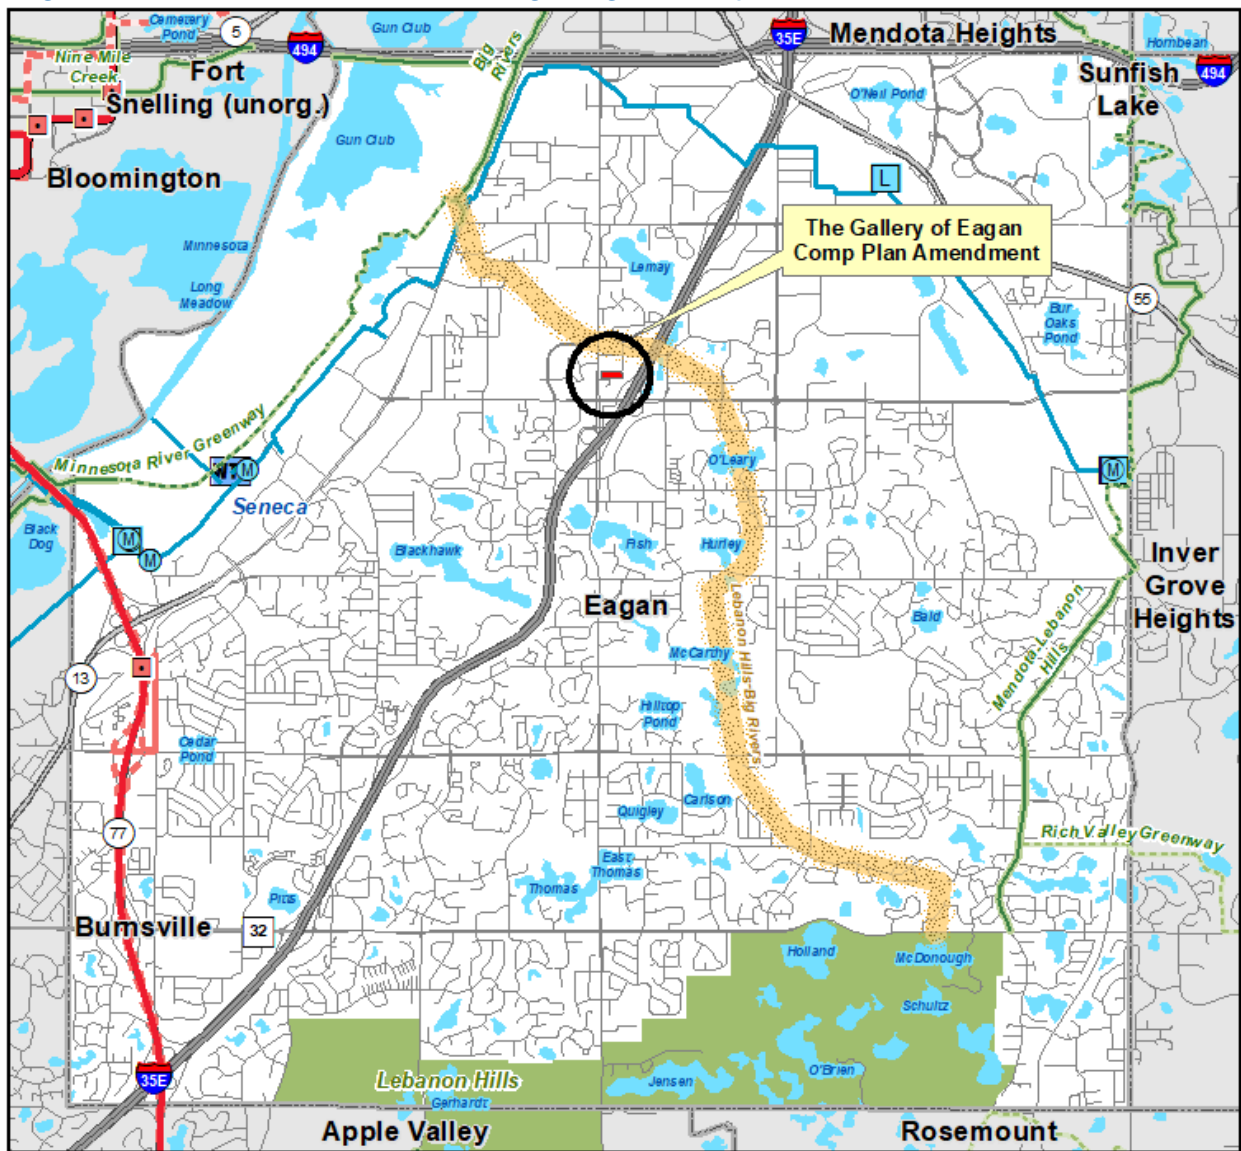 Cemetery
Pond
5
494
Gun Club
35E
Mendota Heights
Hornbean
Nine Mile
Creek
Big
Rivers
Fort
Snelling (unorg.)
Sunfish
Lake
494
O'Neil Pond
Gun Club
Bloomington
L
The Gallery of Eagan
Comp Plan Amendment
Minnesota
Lemay
Long
Meadow
55
Bur
Oaks
Pond
Minnesota River Greenway
O'Leary
M
M
Seneca
Black
Dog
M
M
Blackhawk
Fish
Hurley
Inver
Grove
Heights
Eagan
Bald
Lebanon Hills-Big Rivers
Mendota-Lebanon
Hills
McCarthy
13
Hilltop
Pond
Cedar
Pond
Carlson
Quigley
77
Rich Valley Greenway
East
Thomas
Thomas
Pitts
Burnsville
32
Holland
McDonough
Schultz
35E
Lebanon Hills
Jensen
O'Brien
Gerhardt
Apple Valley
Rosemount